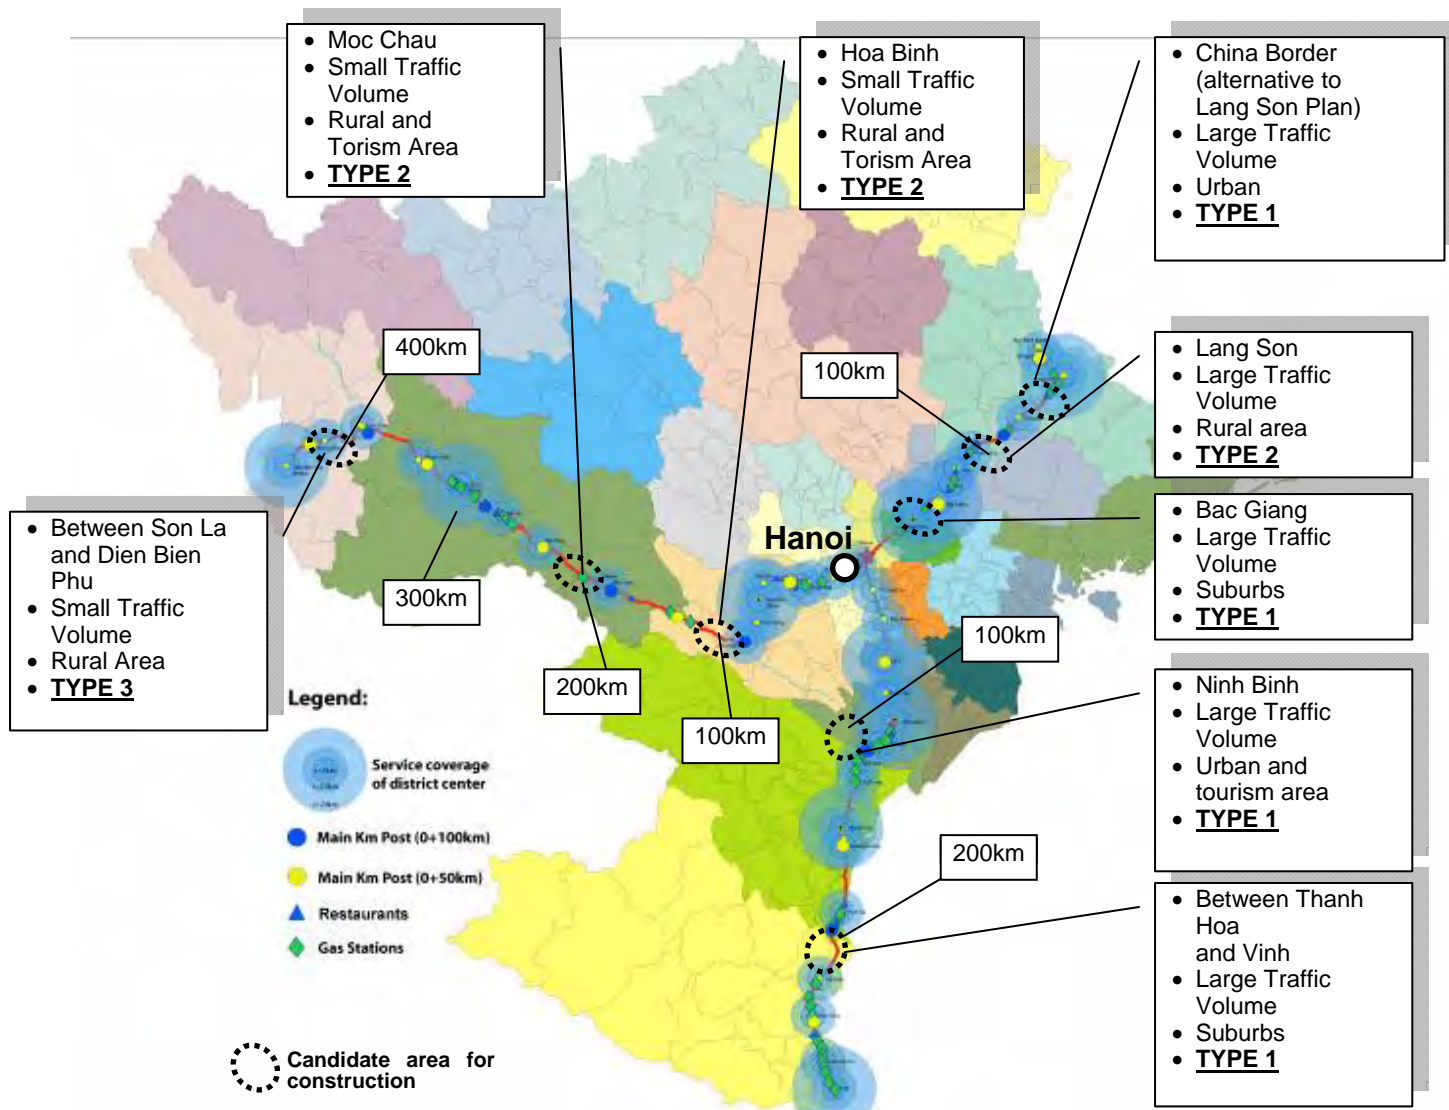 • Moc Chau
• Small Traffic
Volume
• Rural and
Torism Area
• TYPE 2
• Hoa Binh
• Small Traffic
Volume
• Rural and
Torism Area
• TYPE 2
• China Border
(alternative to
Lang Son Plan)
• Large Traffic
Volume
• Urban
• TYPE 1
400km
100km
• Lang Son
• Large Traffic
Volume
• Rural area
• TYPE 2
• Between Son La
and Dien Bien
Phu
• Small Traffic
Volume
• Rural Area
• TYPE 3
300km
Hanoi
• Bac Giang
• Large Traffic
Volume
• Suburbs
• TYPE 1
200km
100km
100km
• Ninh Binh
• Large Traffic
Volume
• Urban and
tourism area
• TYPE 1
200km
• Between Thanh
Hoa
and Vinh
• Large Traffic
Volume
• Suburbs
• TYPE 1
Legend:
Service coverage
of district center
Main Km Post (0+100km)
Main Km Post (0+50km)
Restaurants
Gas Stations
Candidate area for
construction